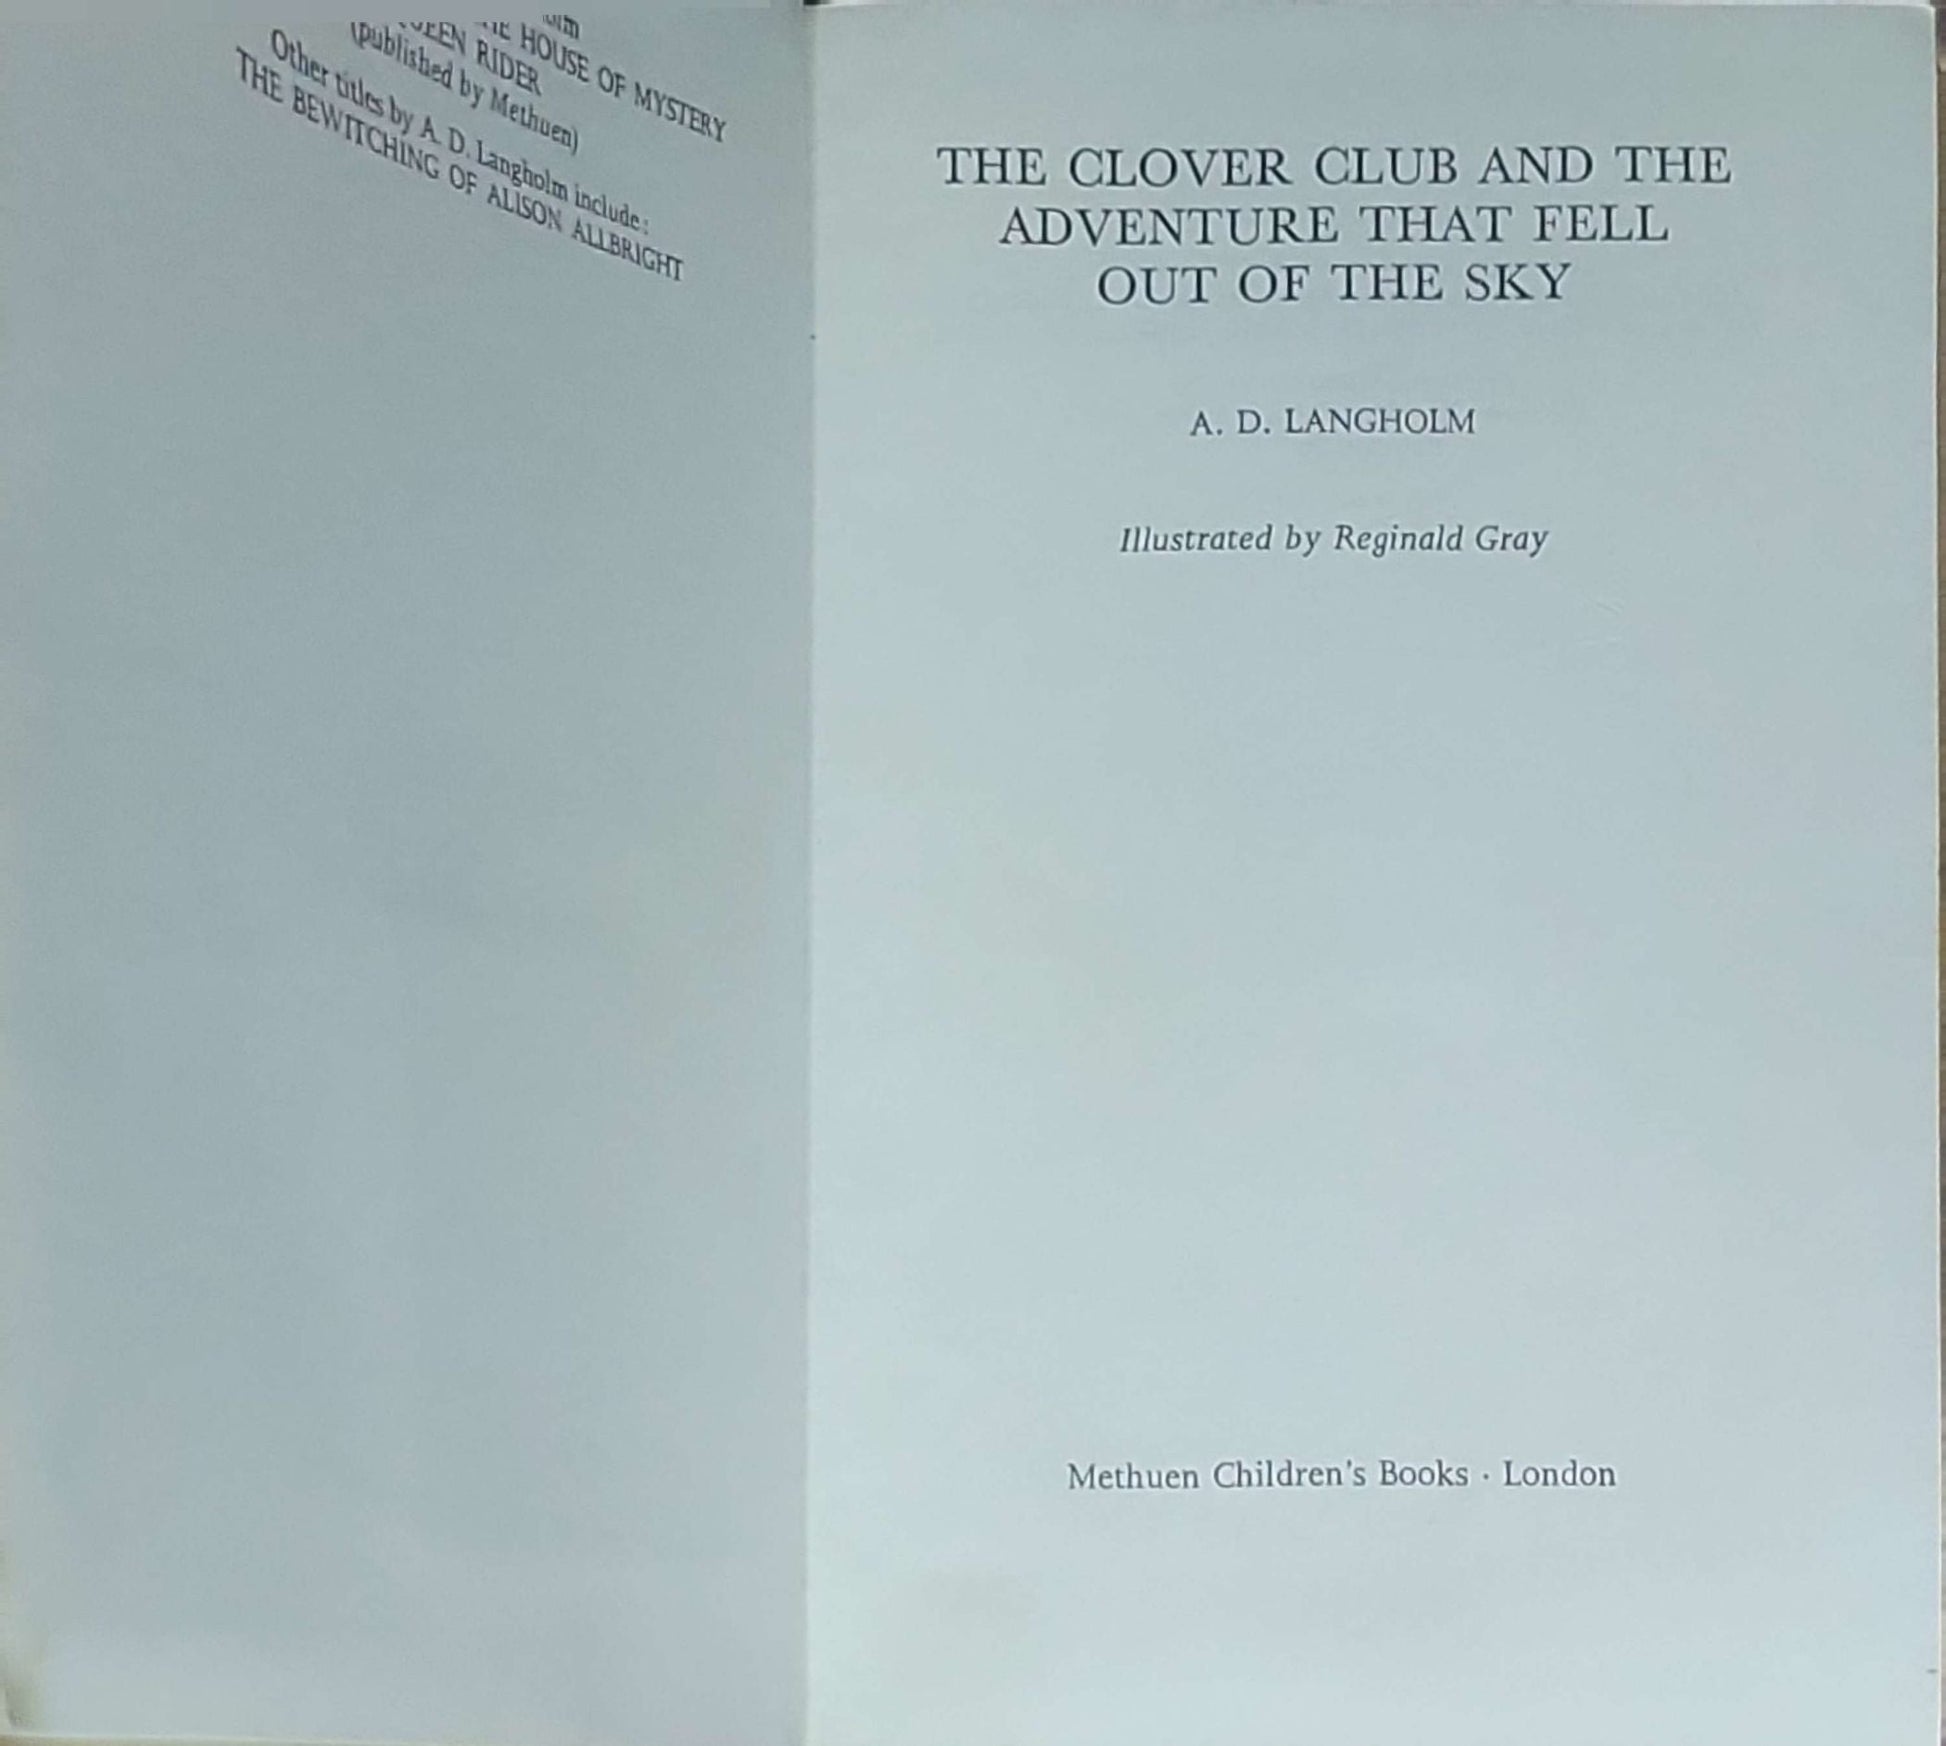 HOUSE OF MYSTERY
RIDER
(published by Methuen)
Other titles by A. D. Langholm include:
THE BEWITCHING OF ALISON ALLBRIGHT
THE CLOVER CLUB AND THE
ADVENTURE THAT FELL
OUT OF THE SKY
A. D. LANGHOLM
Illustrated by Reginald Gray
Methuen Children's Books · London